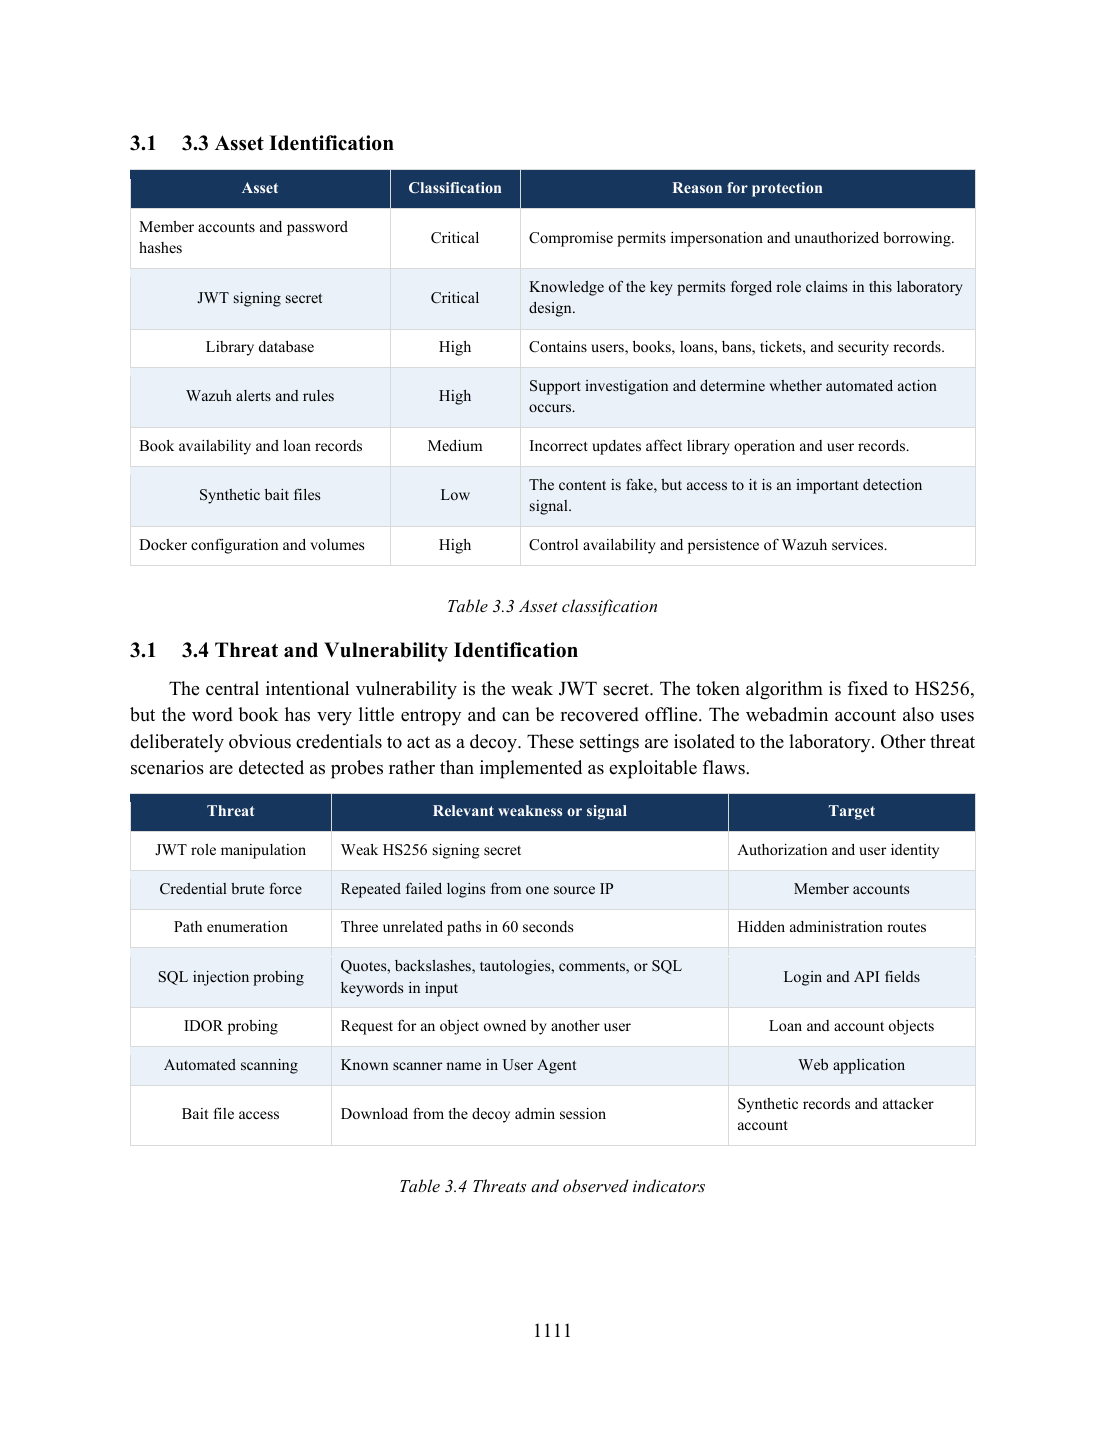 3.1 3.3 Asset Identification
Asset Classification Reason for protection
Member accounts and password
hashes
Critical Compromise permits impersonation and unauthorized borrowing.
JWT signing secret Critical
Knowledge of the key permits forged role claims in this laboratory
design.
Library database High Contains users, books, loans, bans, tickets, and security records.
Wazuh alerts and rules High
Support investigation and determine whether automated action
occurs.
Book availability and loan records Medium Incorrect updates affect library operation and user records.
Synthetic bait files Low
The content is fake, but access to it is an important detection
signal.
Docker configuration and volumes High Control availability and persistence of Wazuh services.
Table 3.3 Asset classification
3.1 3.4 Threat and Vulnerability Identification
The central intentional vulnerability is the weak JWT secret. The token algorithm is fixed to HS256,
but the word book has very little entropy and can be recovered offline. The webadmin account also uses
deliberately obvious credentials to act as a decoy. These settings are isolated to the laboratory. Other threat
scenarios are detected as probes rather than implemented as exploitable flaws.
Threat Relevant weakness or signal Target
JWT role manipulation Weak HS256 signing secret Authorization and user identity
Credential brute force Repeated failed logins from one source IP Member accounts
Path enumeration Three unrelated paths in 60 seconds Hidden administration routes
SQL injection probing
Quotes, backslashes, tautologies, comments, or SQL
keywords in input
Login and API fields
IDOR probing Request for an object owned by another user Loan and account objects
Automated scanning Known scanner name in User Agent Web application
Bait file access Download from the decoy admin session
Synthetic records and attacker
account
Table 3.4 Threats and observed indicators
1111